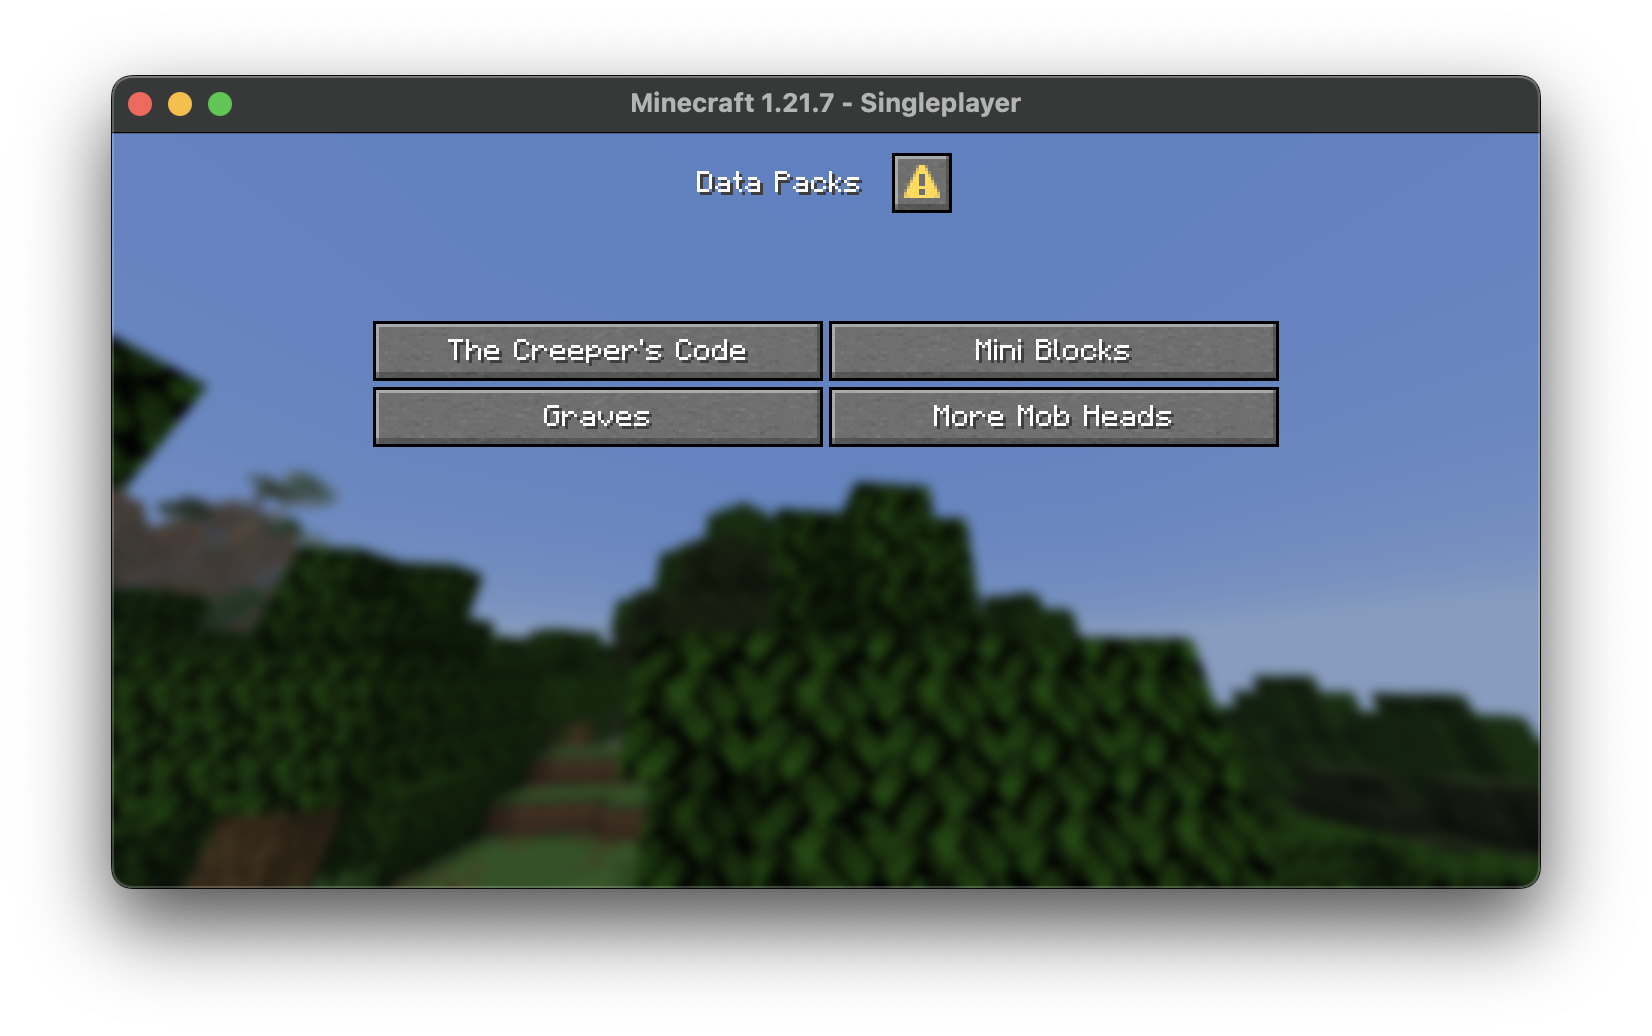 Minecraft 1.21.7 - Singleplayer
Data Packs
The Creeper's Code
Mini Blocks
Graves
More Mob Heads